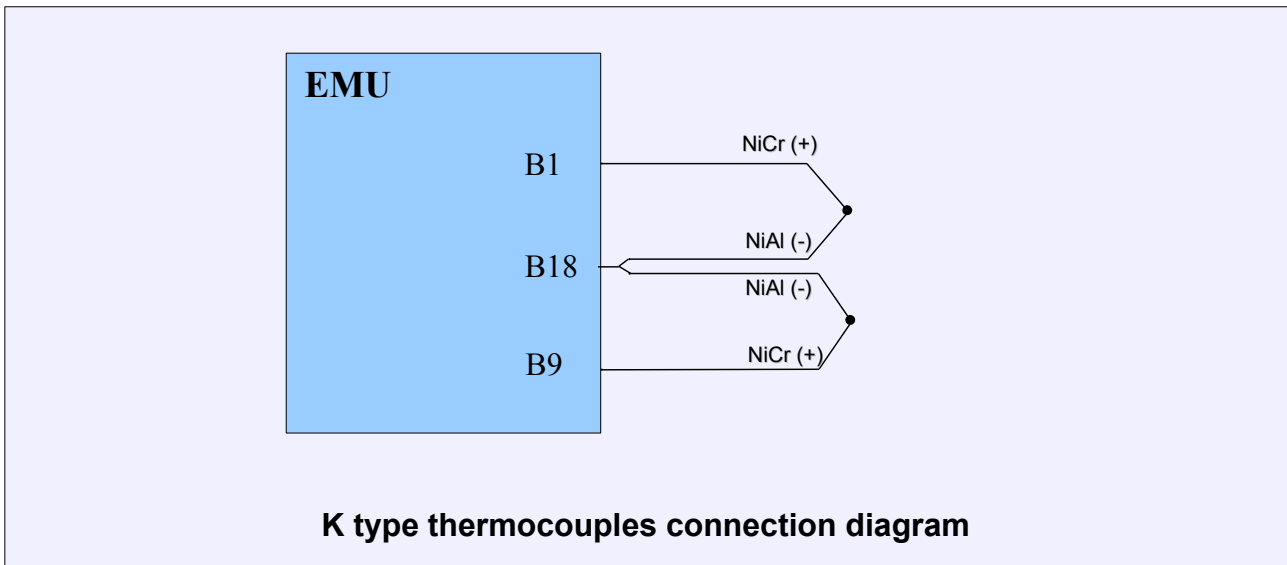 EMU
B1
NiCr (+)
B18
NiAl (-)
NiAl (-)
B9
NiCr (+)
K type thermocouples connection diagram